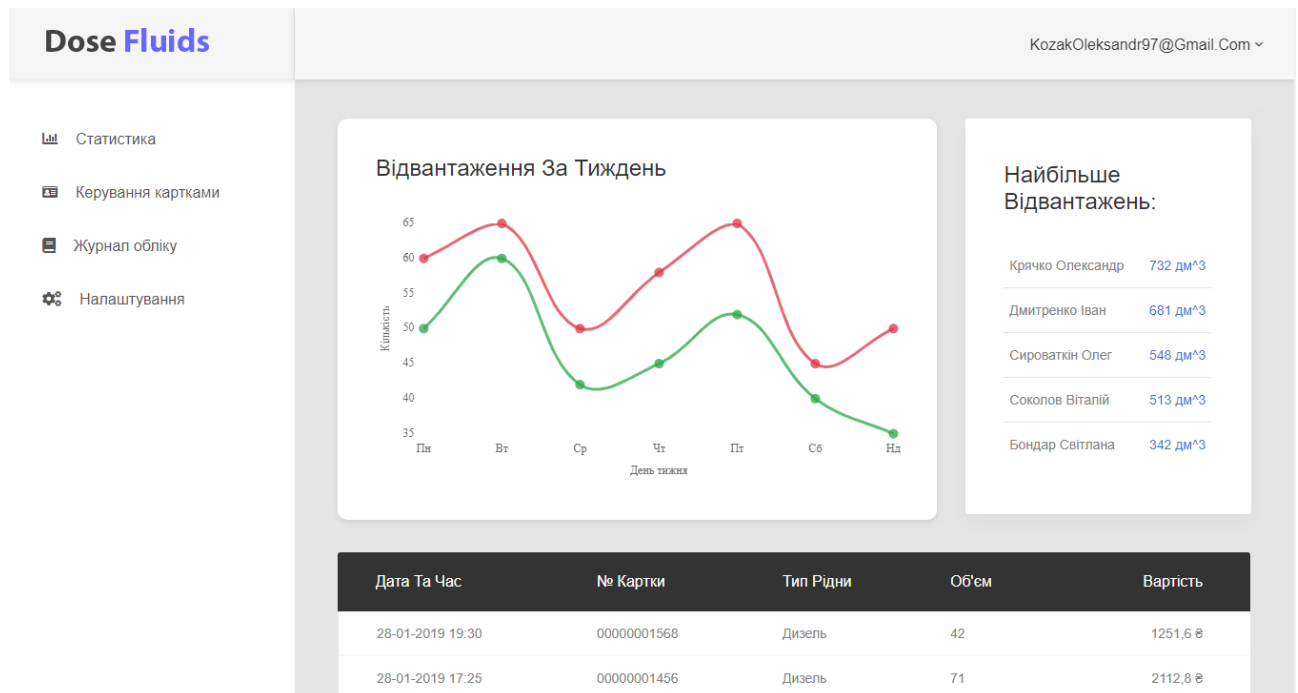 Dose Fluids
KozakOleksandr97@Gmail.Com
Статистика
Керування картками
Журнал обліку
Налаштування
Відвантаження За Тиждень
65
60
55
50
45
40
35
Кількість
Пн Вт Ср Чт Пт Сб Нд
День тижня
Найбільше
Відвантажень:
Крячко Олександр 732 дм^3
Дмитренко Іван 681 дм^3
Сироваткін Олег 548 дм^3
Соколов Віталій 513 дм^3
Бондар Світлана 342 дм^3
Дата Та Час № Картки Тип Рідни Об'єм Вартість
28-01-2019 19:30 00000001568 Дизель 42 1251,6 ₴
28-01-2019 17:25 00000001456 Дизель 71 2112,8 ₴